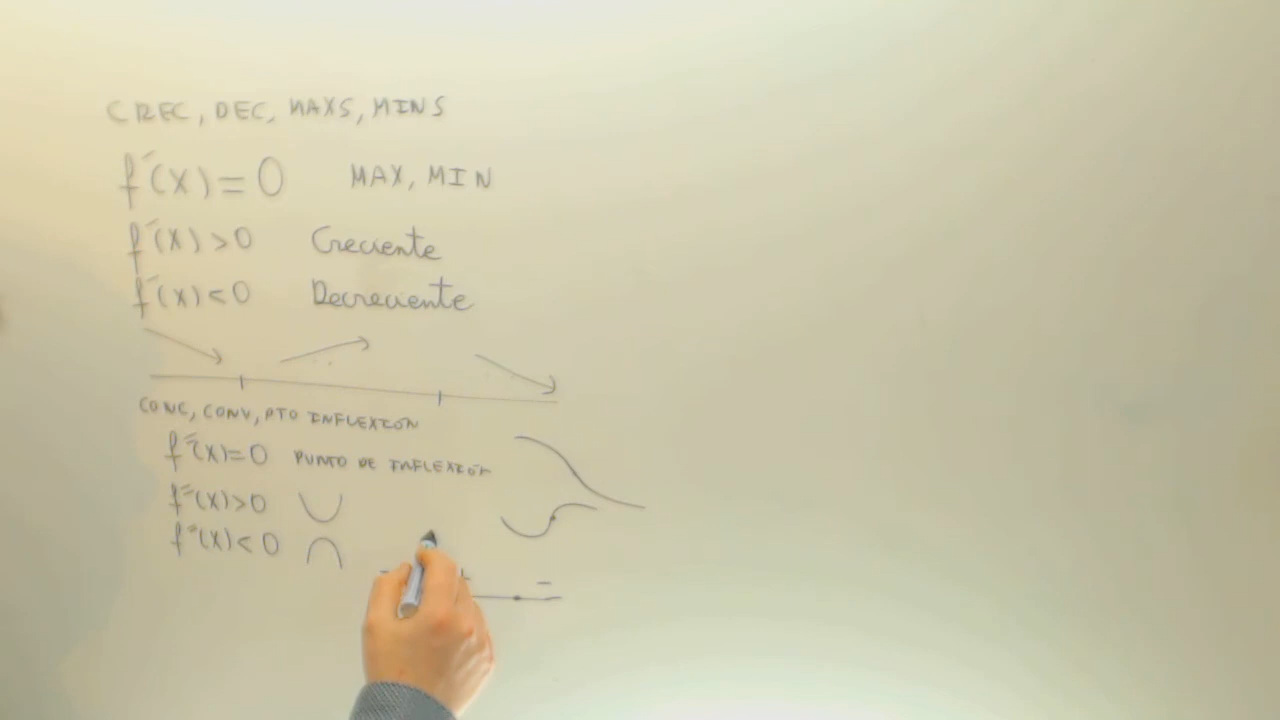 CREC, DEC, MAXS, MINS
f'(x)=0 MAX, MIN
f'(x)>0 Creciente
f'(x)<0 Decreciente
CONC, CONV, PTO INFLEXIÓN
f''(x)=0 PUNTO DE INFLEXIÓN
f''(x)>0 ∪
f''(x)<0 ∩
- + -